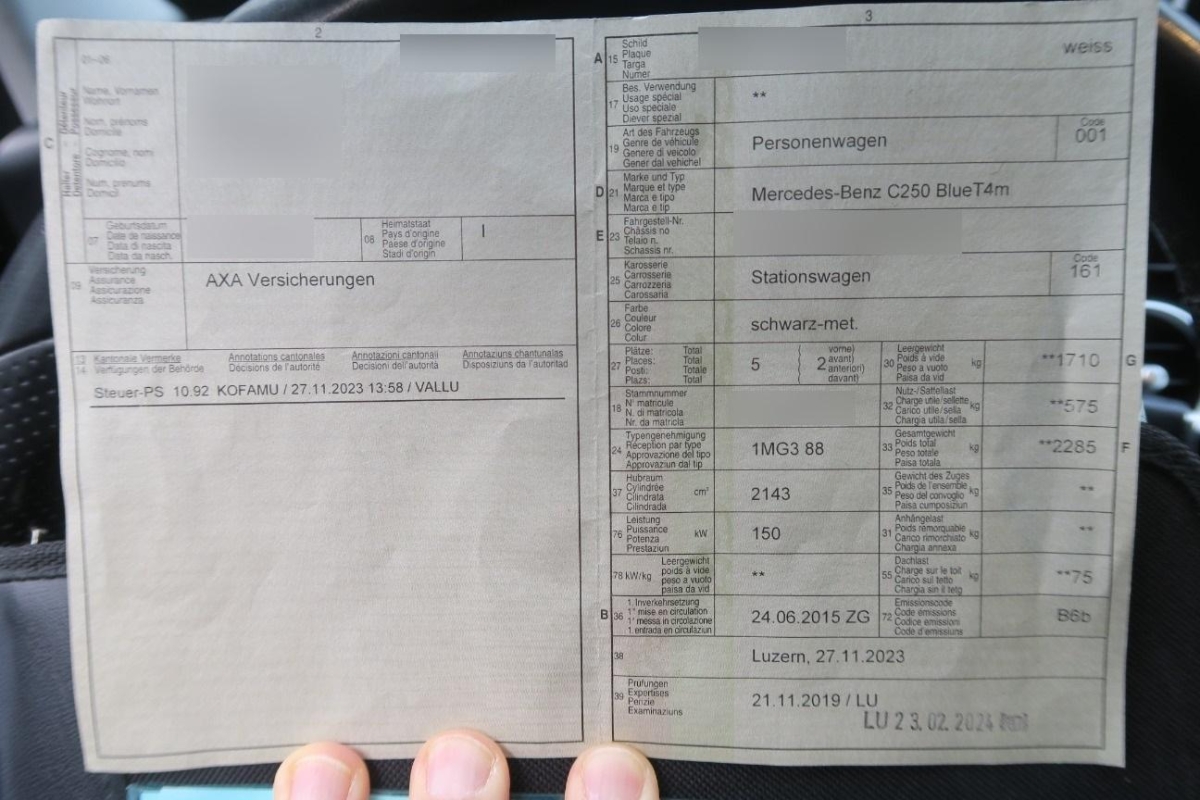 2
3
01-06
Name, Vornamen
Wohnort
Nom, prénoms
Domicile
Cognome, nomi
Domicilio
Num, prenums
Domicil
C
Halter
Détenteur
Detentore
Possessur
07
Geburtsdatum
Date de naissance
Data di nascita
Data da nasch.
08
Heimatstaat
Pays d'origine
Paese d'origine
Stadi d'origin
I
09
Versicherung
Assurance
Assicurazione
Assicuranza
AXA Versicherungen
13
14
Kantonale Vermerke
Verfügungen der Behörde
Annotations cantonales
Décisions de l'autorité
Annotazioni cantonali
Decisioni dell'autorità
Annotaziuns chantunalas
Disposiziuns da l'autoritad
Steuer-PS 10.92 KOFAMU / 27.11.2023 13:58 / VALLU
A
15
Schild
Plaque
Targa
Numer
weiss
17
Bes. Verwendung
Usage spécial
Uso speciale
Diever spezial
**
19
Art des Fahrzeugs
Genre de véhicule
Genere di veicolo
Gener dal vehichel
Personenwagen
Code
001
D
21
Marke und Typ
Marque et type
Marca e tipo
Marca e tip
Mercedes-Benz C250 BlueT4m
E
23
Fahrgestell-Nr.
Châssis no
Telaio n.
Schassis nr.
25
Karosserie
Carrosserie
Carrozzeria
Carossaria
Stationswagen
Code
161
26
Farbe
Couleur
Colore
Colur
schwarz-met.
27
Plätze: Total
Places: Total
Posti: Totale
Plazs: Total
5
( 2
vorne)
avant)
anteriori)
davant)
30
Leergewicht
Poids à vide
Peso a vuoto
Paisa da vid
kg
**1710
G
18
Stammnummer
N° matricule
N. di matricola
Nr. da matricla
32
Nutz-/Sattellast
Charge utile/sellette
Carico utile/sella
Chargia utila/sella
kg
**575
24
Typengenehmigung
Réception par type
Approvazione del tipo
Approvaziun dal tip
1MG3 88
33
Gesamtgewicht
Poids total
Peso totale
Paisa totala
kg
**2285
F
37
Hubraum
Cylindrée
Cilindrata
Cilindrada
cm³
2143
35
Gewicht des Zuges
Poids de l'ensemble
Peso del convoglio
Paisa cumposiziun
kg
**
76
Leistung
Puissance
Potenza
Prestaziun
kW
150
31
Anhängelast
Poids remorquable
Carico rimorchiato
Chargia annexa
kg
**
78 kW/kg
Leergewicht
poids à vide
peso a vuoto
paisa da vid
**
55
Dachlast
Charge sur le toit
Carico sul tetto
Chargia sin il tetg
kg
**75
B
36
1. Inverkehrsetzung
1re mise en circulation
1a messa in circolazione
1. entrada en circulaziun
24.06.2015 ZG
72
Emissionscode
Code émissions
Codice emissioni
Code d'emissiuns
B6b
38
Luzern, 27.11.2023
39
Prüfungen
Expertises
Perizie
Examinaziuns
21.11.2019 / LU
LU 23.02.2024